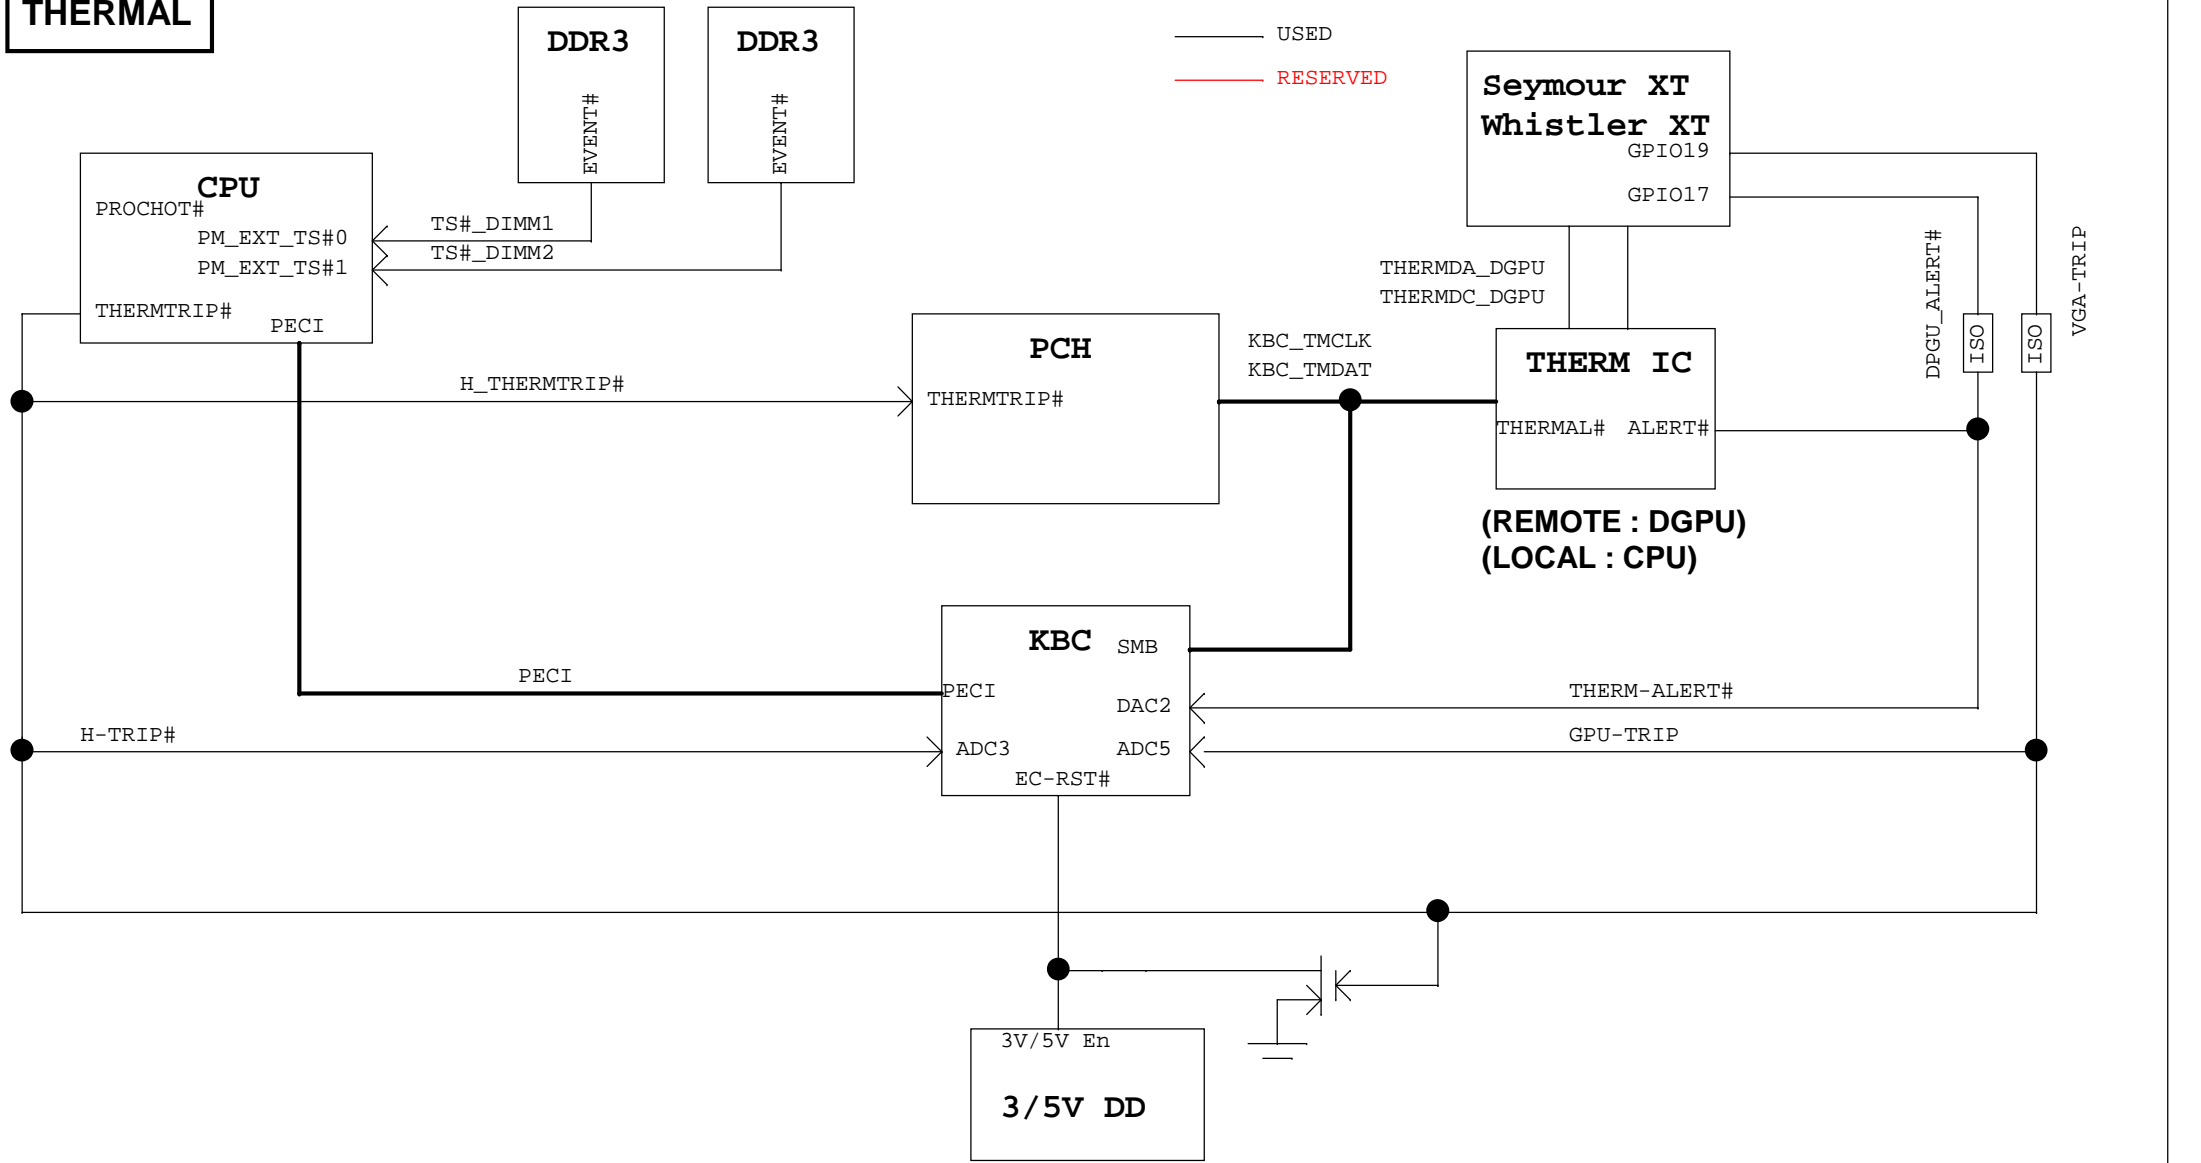 THERMAL
DDR3
EVENT#
DDR3
EVENT#
USED
RESERVED
Seymour XT
Whistler XT
GPIO19
GPIO17
CPU
PROCHOT#
PM_EXT_TS#0
PM_EXT_TS#1
THERMTRIP#
PECI
TS#_DIMM1
TS#_DIMM2
THERMDA_DGPU
THERMDC_DGPU
DPGU_ALERT#
ISO
ISO
VGA-TRIP
H_THERMTRIP#
PCH
THERMTRIP#
KBC_TMCLK
KBC_TMDAT
THERM IC
THERMAL# ALERT#
(REMOTE : DGPU)
(LOCAL : CPU)
PECI
H-TRIP#
KBC
SMB
PECI
DAC2
ADC3
ADC5
EC-RST#
THERM-ALERT#
GPU-TRIP
3V/5V En
3/5V DD